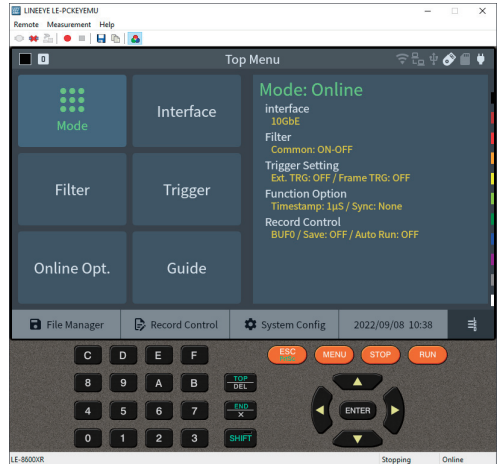 LINEEYE LE-PCKEYEMU
Remote Measurement Help
0 Top Menu
Mode
Interface
Filter
Trigger
Online Opt.
Guide
Mode: Online
interface
10GbE
Filter
Common: ON-OFF
Trigger Setting
Ext. TRG: OFF / Frame TRG: OFF
Function Option
Timestamp: 1µS / Sync: None
Record Control
BUF0 / Save: OFF / Auto Run: OFF
File Manager Record Control System Config 2022/09/08 10:38
C D E F ESC MENU STOP RUN
8 9 A B TOP DEL
4 5 6 7 END X ENTER
0 1 2 3 SHIFT
LE-8600XR Stopping Online